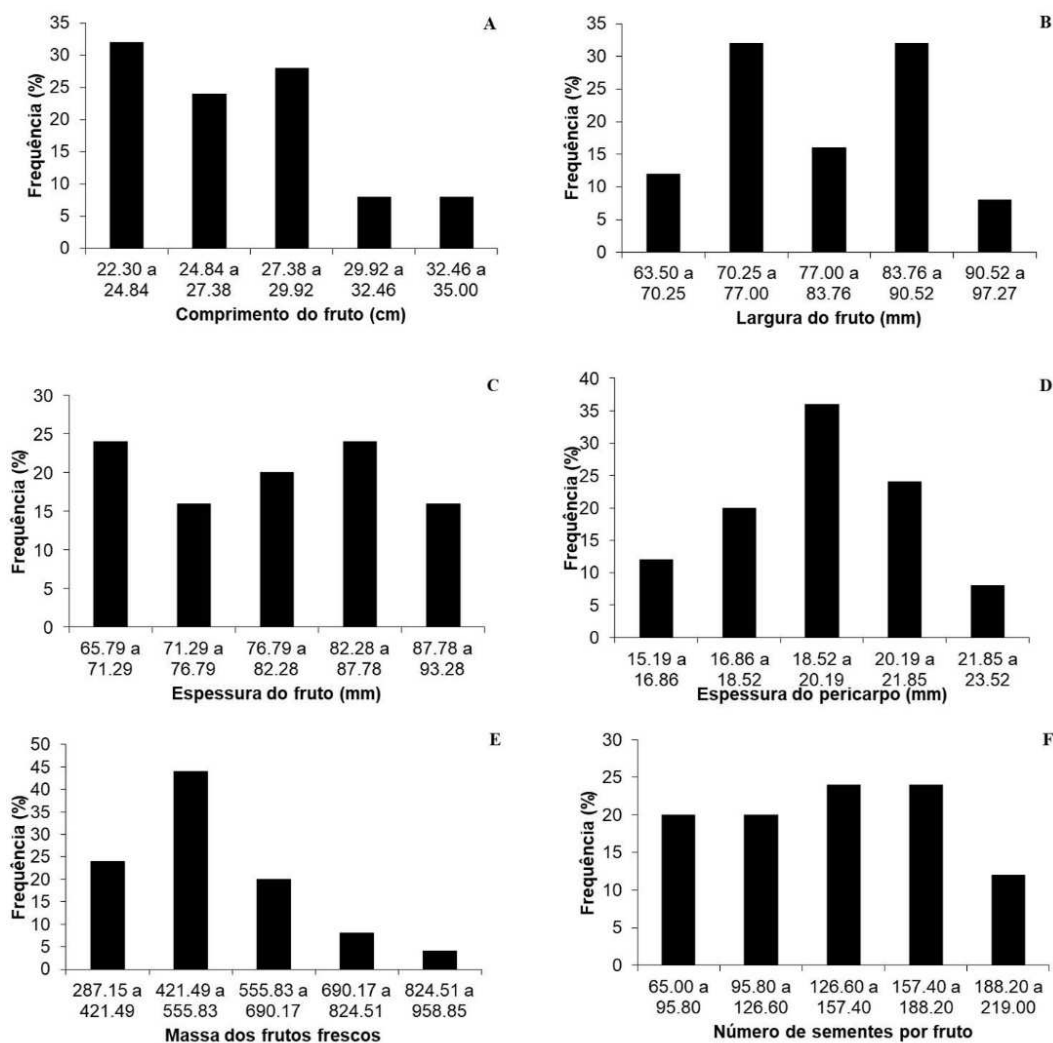 A
Frequência (%)
35
30
25
20
15
10
5
0
22.30 a 24.84 a 27.38 a 29.92 a 32.46 a
24.84 27.38 29.92 32.46 35.00
Comprimento do fruto (cm)
B
Frequência (%)
35
30
25
20
15
10
5
0
63.50 a 70.25 a 77.00 a 83.76 a 90.52 a
70.25 77.00 83.76 90.52 97.27
Largura do fruto (mm)
C
Frequência (%)
30
25
20
15
10
5
0
65.79 a 71.29 a 76.79 a 82.28 a 87.78 a
71.29 76.79 82.28 87.78 93.28
Espessura do fruto (mm)
D
Frequência (%)
40
35
30
25
20
15
10
5
0
15.19 a 16.86 a 18.52 a 20.19 a 21.85 a
16.86 18.52 20.19 21.85 23.52
Espessura do pericarpo (mm)
E
Frequência (%)
50
45
40
35
30
25
20
15
10
5
0
287.15 a 421.49 a 555.83 a 690.17 a 824.51 a
421.49 555.83 690.17 824.51 958.85
Massa dos frutos frescos
F
Frequência (%)
30
25
20
15
10
5
0
65.00 a 95.80 a 126.60 a 157.40 a 188.20 a
95.80 126.60 157.40 188.20 219.00
Número de sementes por fruto